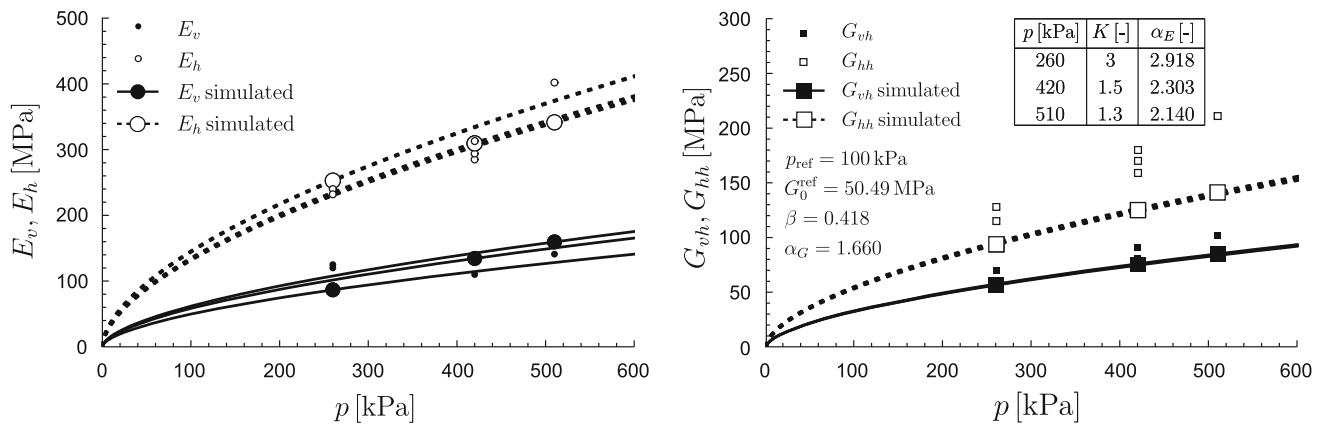 500
400
300
200
100
0
E_v, E_h [MPa]
E_v
E_h
E_v simulated
E_h simulated
0 100 200 300 400 500 600
p [kPa]
300
250
200
150
100
50
0
G_vh, G_hh [MPa]
G_vh
G_hh
G_vh simulated
G_hh simulated
p_ref = 100 kPa
G_0^ref = 50.49 MPa
β = 0.418
α_G = 1.660
p [kPa] K [-] α_E [-]
260 3 2.918
420 1.5 2.303
510 1.3 2.140
0 100 200 300 400 500 600
p [kPa]